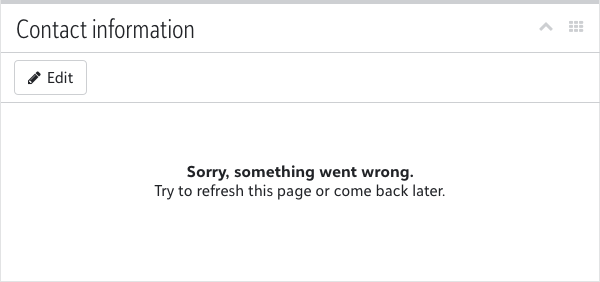 Contact information
Edit
Sorry, something went wrong.
Try to refresh this page or come back later.